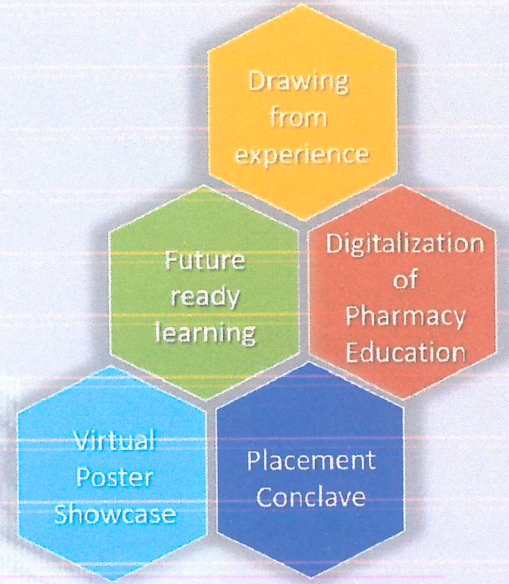 Drawing
from
experience
Future
ready
learning
Digitalization
of
Pharmacy
Education
Virtual
Poster
Showcase
Placement
Conclave